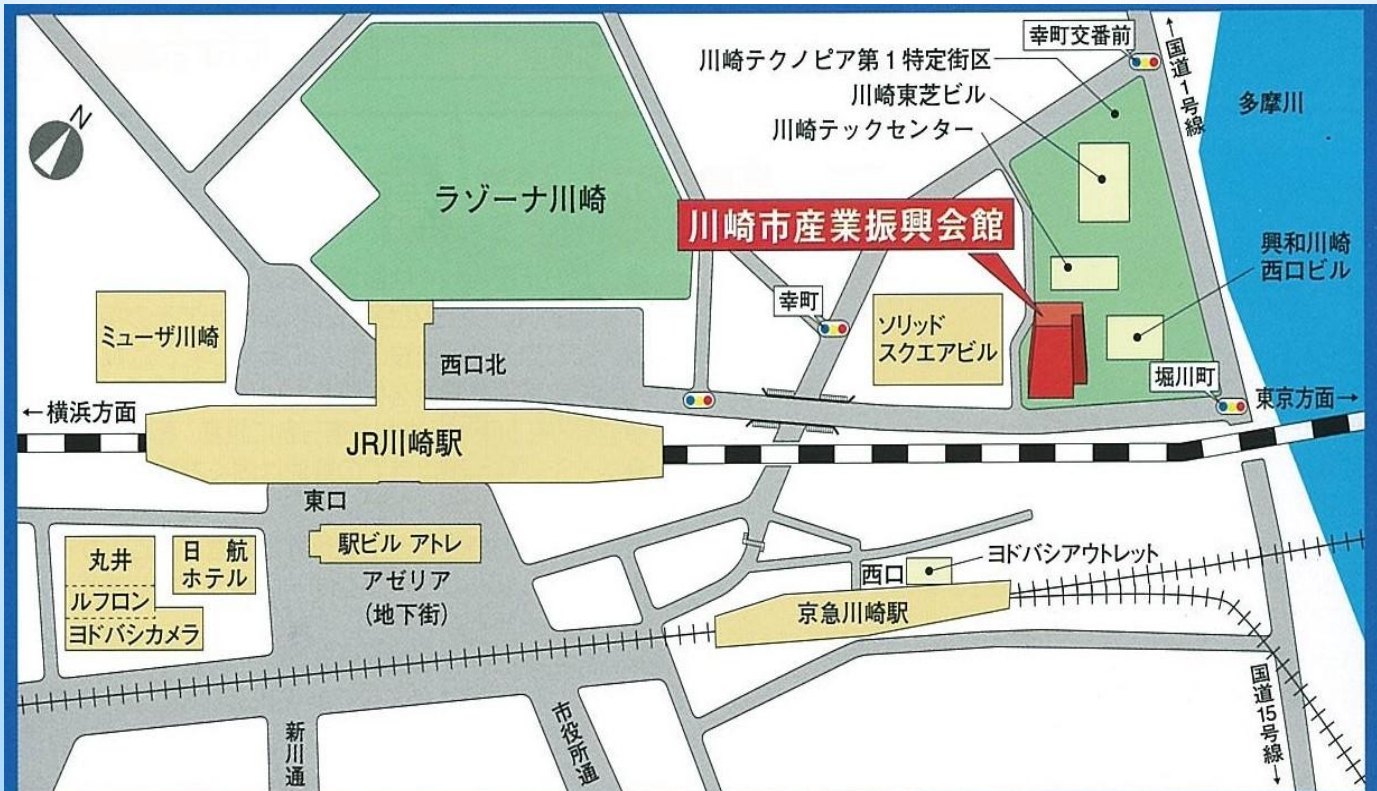 幸町交番前
↑国道1号線
川崎テクノピア第1特定街区
川崎東芝ビル
川崎テックセンター
多摩川
N
ラゾーナ川崎
川崎市産業振興会館
興和川崎
西口ビル
幸町
ミューザ川崎
ソリッド
スクエアビル
西口北
堀川町
←横浜方面
東京方面→
JR川崎駅
東口
丸井
日航
ホテル
駅ビル アトレ
ヨドバシアウトレット
西口
ルフロン
アゼリア
(地下街)
ヨドバシカメラ
京急川崎駅
国道15号線→
新川通
市役所通